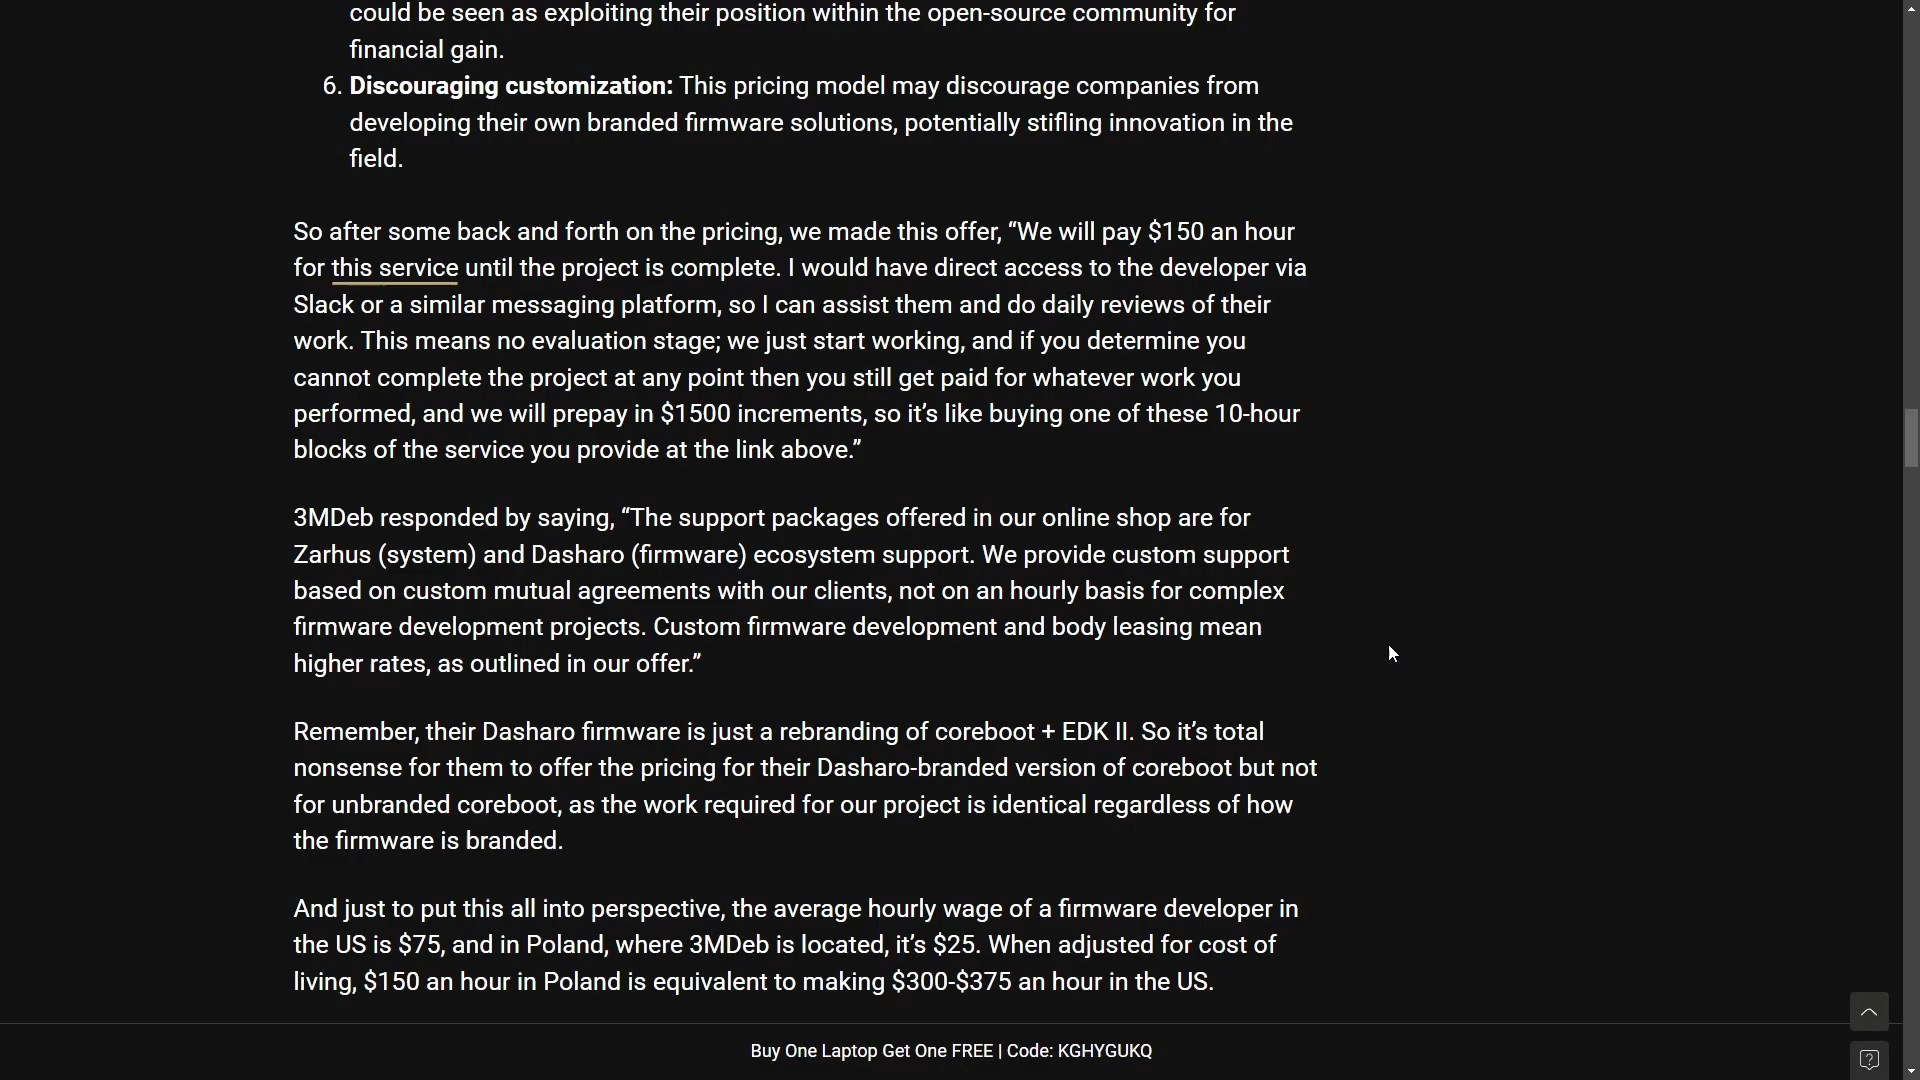 could be seen as exploiting their position within the open-source community for
financial gain.
6. Discouraging customization: This pricing model may discourage companies from
developing their own branded firmware solutions, potentially stifling innovation in the
field.
So after some back and forth on the pricing, we made this offer, “We will pay $150 an hour
for this service until the project is complete. I would have direct access to the developer via
Slack or a similar messaging platform, so I can assist them and do daily reviews of their
work. This means no evaluation stage; we just start working, and if you determine you
cannot complete the project at any point then you still get paid for whatever work you
performed, and we will prepay in $1500 increments, so it’s like buying one of these 10-hour
blocks of the service you provide at the link above.”
3MDeb responded by saying, “The support packages offered in our online shop are for
Zarhus (system) and Dasharo (firmware) ecosystem support. We provide custom support
based on custom mutual agreements with our clients, not on an hourly basis for complex
firmware development projects. Custom firmware development and body leasing mean
higher rates, as outlined in our offer.”
Remember, their Dasharo firmware is just a rebranding of coreboot + EDK II. So it’s total
nonsense for them to offer the pricing for their Dasharo-branded version of coreboot but not
for unbranded coreboot, as the work required for our project is identical regardless of how
the firmware is branded.
And just to put this all into perspective, the average hourly wage of a firmware developer in
the US is $75, and in Poland, where 3MDeb is located, it’s $25. When adjusted for cost of
living, $150 an hour in Poland is equivalent to making $300-$375 an hour in the US.
Buy One Laptop Get One FREE | Code: KGHYGUKQ